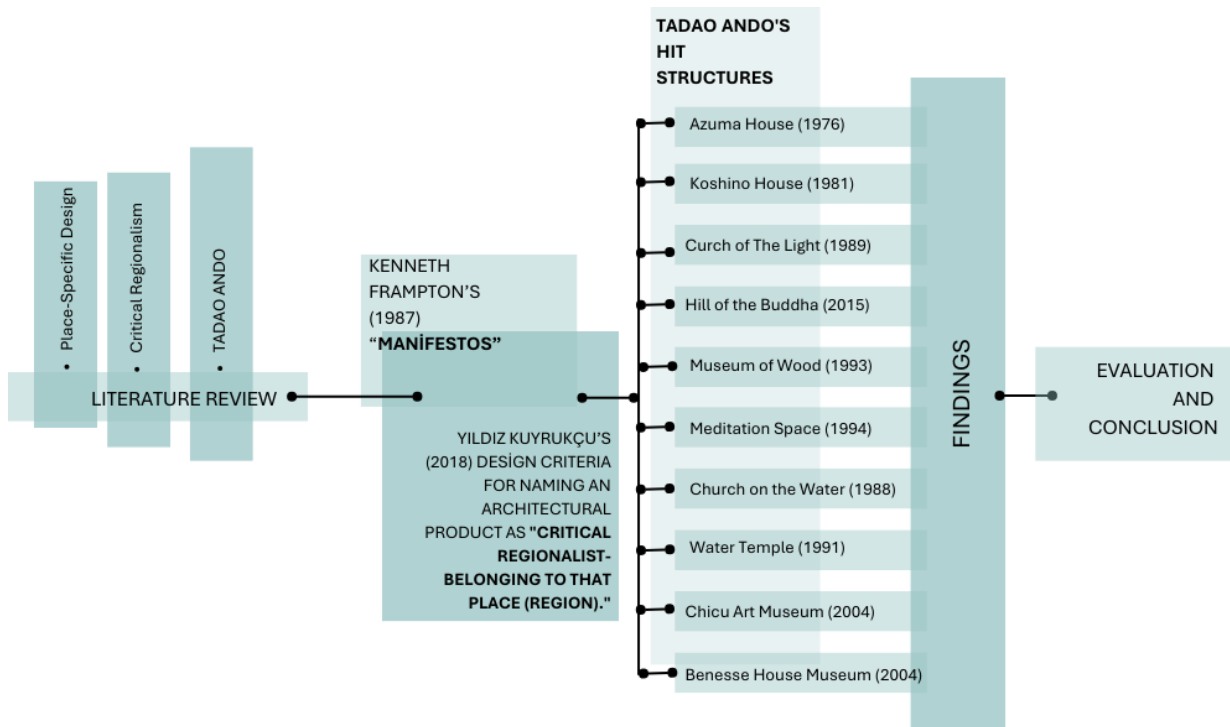 Place-Specific Design
Critical Regionalism
TADAO ANDO
LITERATURE REVIEW
KENNETH
FRAMPTON’S
(1987)
“MANİFESTOS”
YILDIZ KUYRUKÇU’S
(2018) DESİGN CRITERIA
FOR NAMING AN
ARCHITECTURAL
PRODUCT AS "CRITICAL
REGIONALIST-
BELONGING TO THAT
PLACE (REGION)."
TADAO ANDO'S
HIT
STRUCTURES
Azuma House (1976)
Koshino House (1981)
Curch of The Light (1989)
Hill of the Buddha (2015)
Museum of Wood (1993)
Meditation Space (1994)
Church on the Water (1988)
Water Temple (1991)
Chicu Art Museum (2004)
Benesse House Museum (2004)
FINDINGS
EVALUATION
AND
CONCLUSION